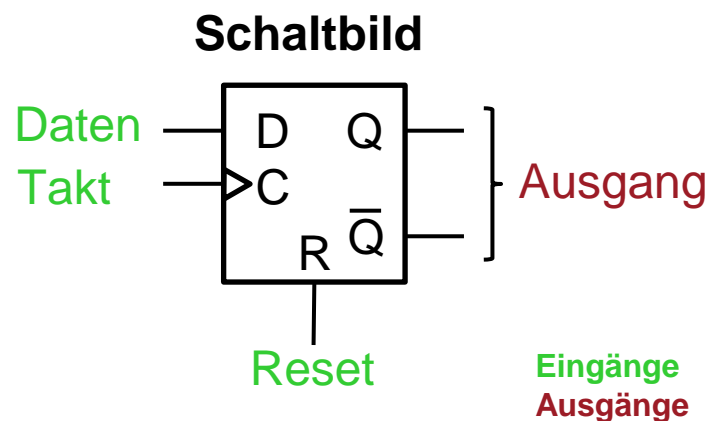 Schaltbild
Daten D Q
Takt C Ausgang
R Q̅
Reset
Eingänge
Ausgänge